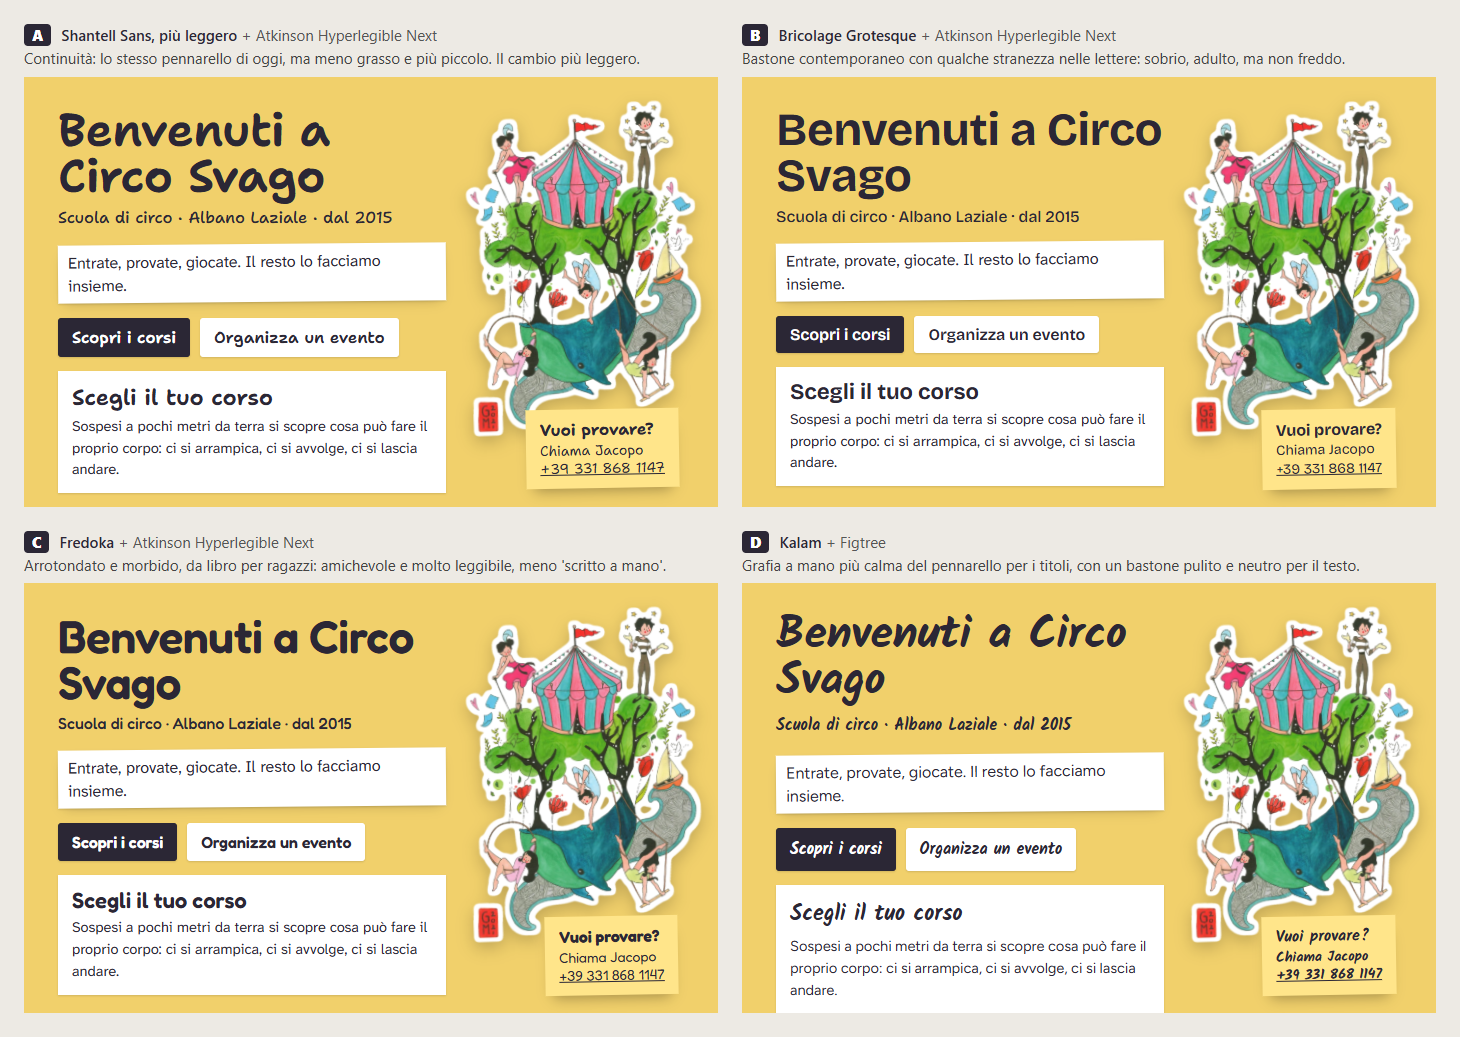 A Shantell Sans, più leggero + Atkinson Hyperlegible Next
Continuità: lo stesso pennarello di oggi, ma meno grasso e più piccolo. Il cambio più leggero.
Benvenuti a
Circo Svago
Scuola di circo · Albano Laziale · dal 2015
Entrate, provate, giocate. Il resto lo facciamo
insieme.
Scopri i corsi
Organizza un evento
Scegli il tuo corso
Sospesi a pochi metri da terra si scopre cosa può fare il
proprio corpo: ci si arrampica, ci si avvolge, ci si lascia
andare.
Vuoi provare?
Chiama Jacopo
+39 331 868 1147
B Bricolage Grotesque + Atkinson Hyperlegible Next
Bastone contemporaneo con qualche stranezza nelle lettere: sobrio, adulto, ma non freddo.
Benvenuti a Circo
Svago
Scuola di circo · Albano Laziale · dal 2015
Entrate, provate, giocate. Il resto lo facciamo
insieme.
Scopri i corsi
Organizza un evento
Scegli il tuo corso
Sospesi a pochi metri da terra si scopre cosa può fare il
proprio corpo: ci si arrampica, ci si avvolge, ci si lascia
andare.
Vuoi provare?
Chiama Jacopo
+39 331 868 1147
C Fredoka + Atkinson Hyperlegible Next
Arrotondato e morbido, da libro per ragazzi: amichevole e molto leggibile, meno 'scritto a mano'.
Benvenuti a Circo
Svago
Scuola di circo · Albano Laziale · dal 2015
Entrate, provate, giocate. Il resto lo facciamo
insieme.
Scopri i corsi
Organizza un evento
Scegli il tuo corso
Sospesi a pochi metri da terra si scopre cosa può fare il
proprio corpo: ci si arrampica, ci si avvolge, ci si lascia
andare.
Vuoi provare?
Chiama Jacopo
+39 331 868 1147
D Kalam + Figtree
Grafia a mano più calma del pennarello per i titoli, con un bastone pulito e neutro per il testo.
Benvenuti a Circo
Svago
Scuola di circo · Albano Laziale · dal 2015
Entrate, provate, giocate. Il resto lo facciamo
insieme.
Scopri i corsi
Organizza un evento
Scegli il tuo corso
Sospesi a pochi metri da terra si scopre cosa può fare il
proprio corpo: ci si arrampica, ci si avvolge, ci si lascia
andare.
Vuoi provare?
Chiama Jacopo
+39 331 868 1147